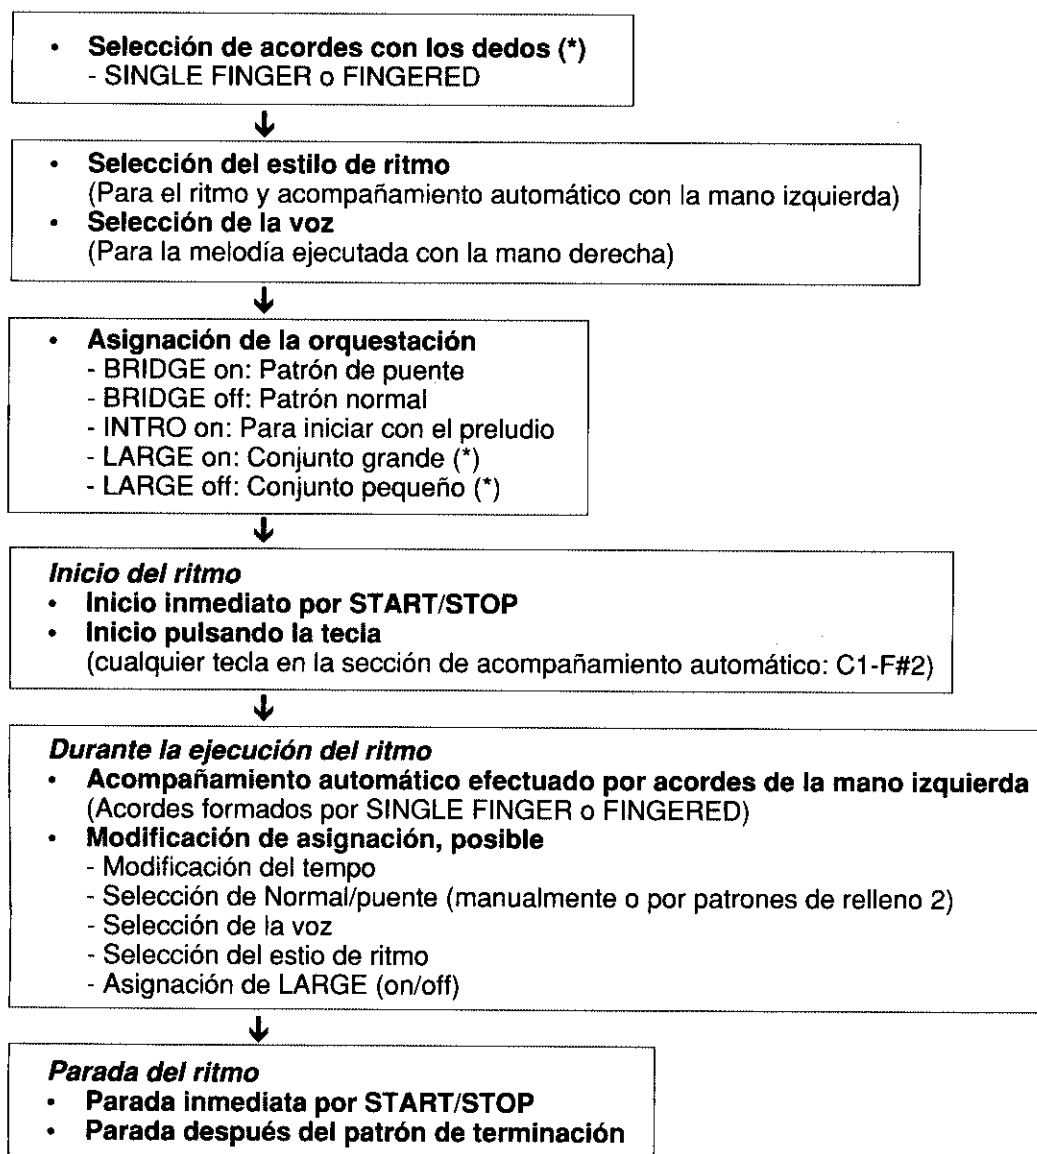 • Selección de acordes con los dedos (*)
- SINGLE FINGER o FINGERED
↓
• Selección del estilo de ritmo
(Para el ritmo y acompañamiento automático con la mano izquierda)
• Selección de la voz
(Para la melodía ejecutada con la mano derecha)
↓
• Asignación de la orquestación
- BRIDGE on: Patrón de puente
- BRIDGE off: Patrón normal
- INTRO on: Para iniciar con el preludio
- LARGE on: Conjunto grande (*)
- LARGE off: Conjunto pequeño (*)
↓
Inicio del ritmo
• Inicio inmediato por START/STOP
• Inicio pulsando la tecla
(cualquier tecla en la sección de acompañamiento automático: C1-F#2)
↓
Durante la ejecución del ritmo
• Acompañamiento automático efectuado por acordes de la mano izquierda
(Acordes formados por SINGLE FINGER o FINGERED)
• Modificación de asignación, posible
- Modificación del tempo
- Selección de Normal/puente (manualmente o por patrones de relleno 2)
- Selección de la voz
- Selección del estio de ritmo
- Asignación de LARGE (on/off)
↓
Parada del ritmo
• Parada inmediata por START/STOP
• Parada después del patrón de terminación